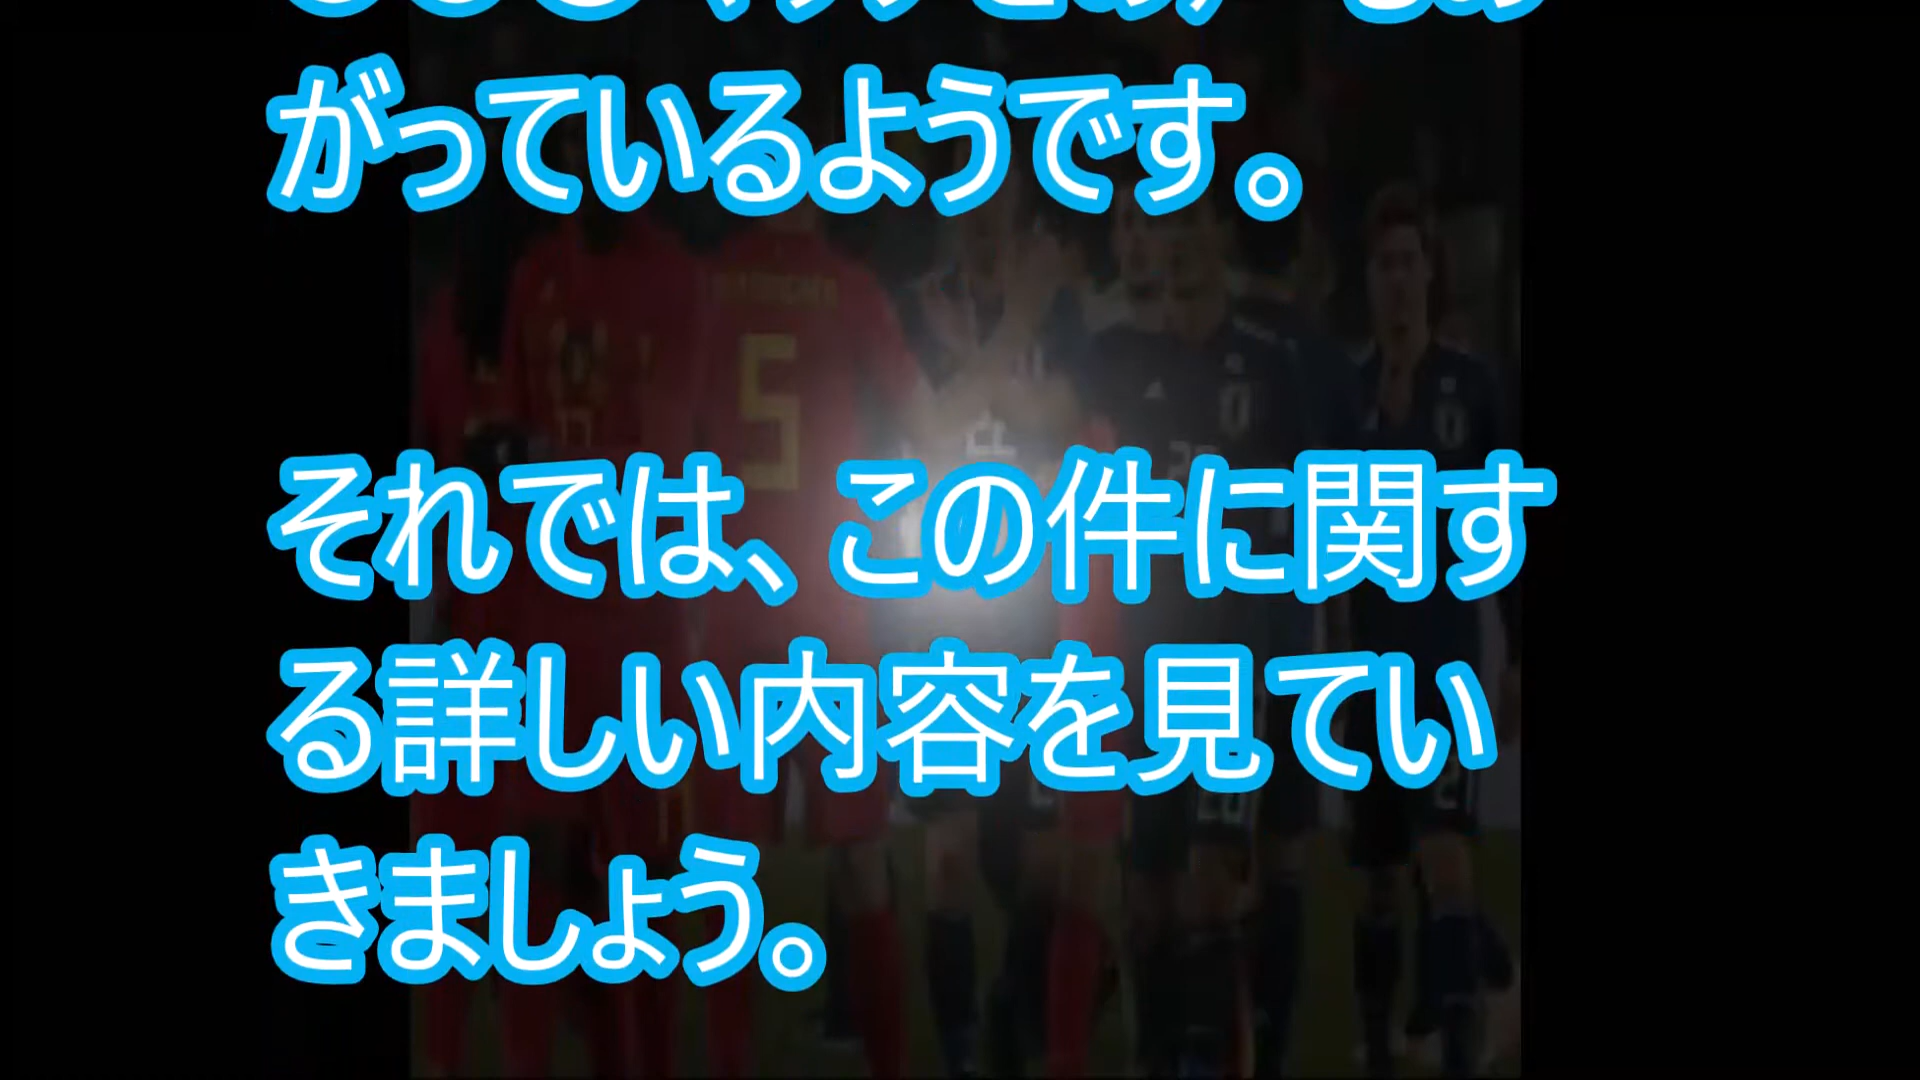 がっているようです。
それでは、この件に関す
る詳しい内容を見てい
きましょう。
5